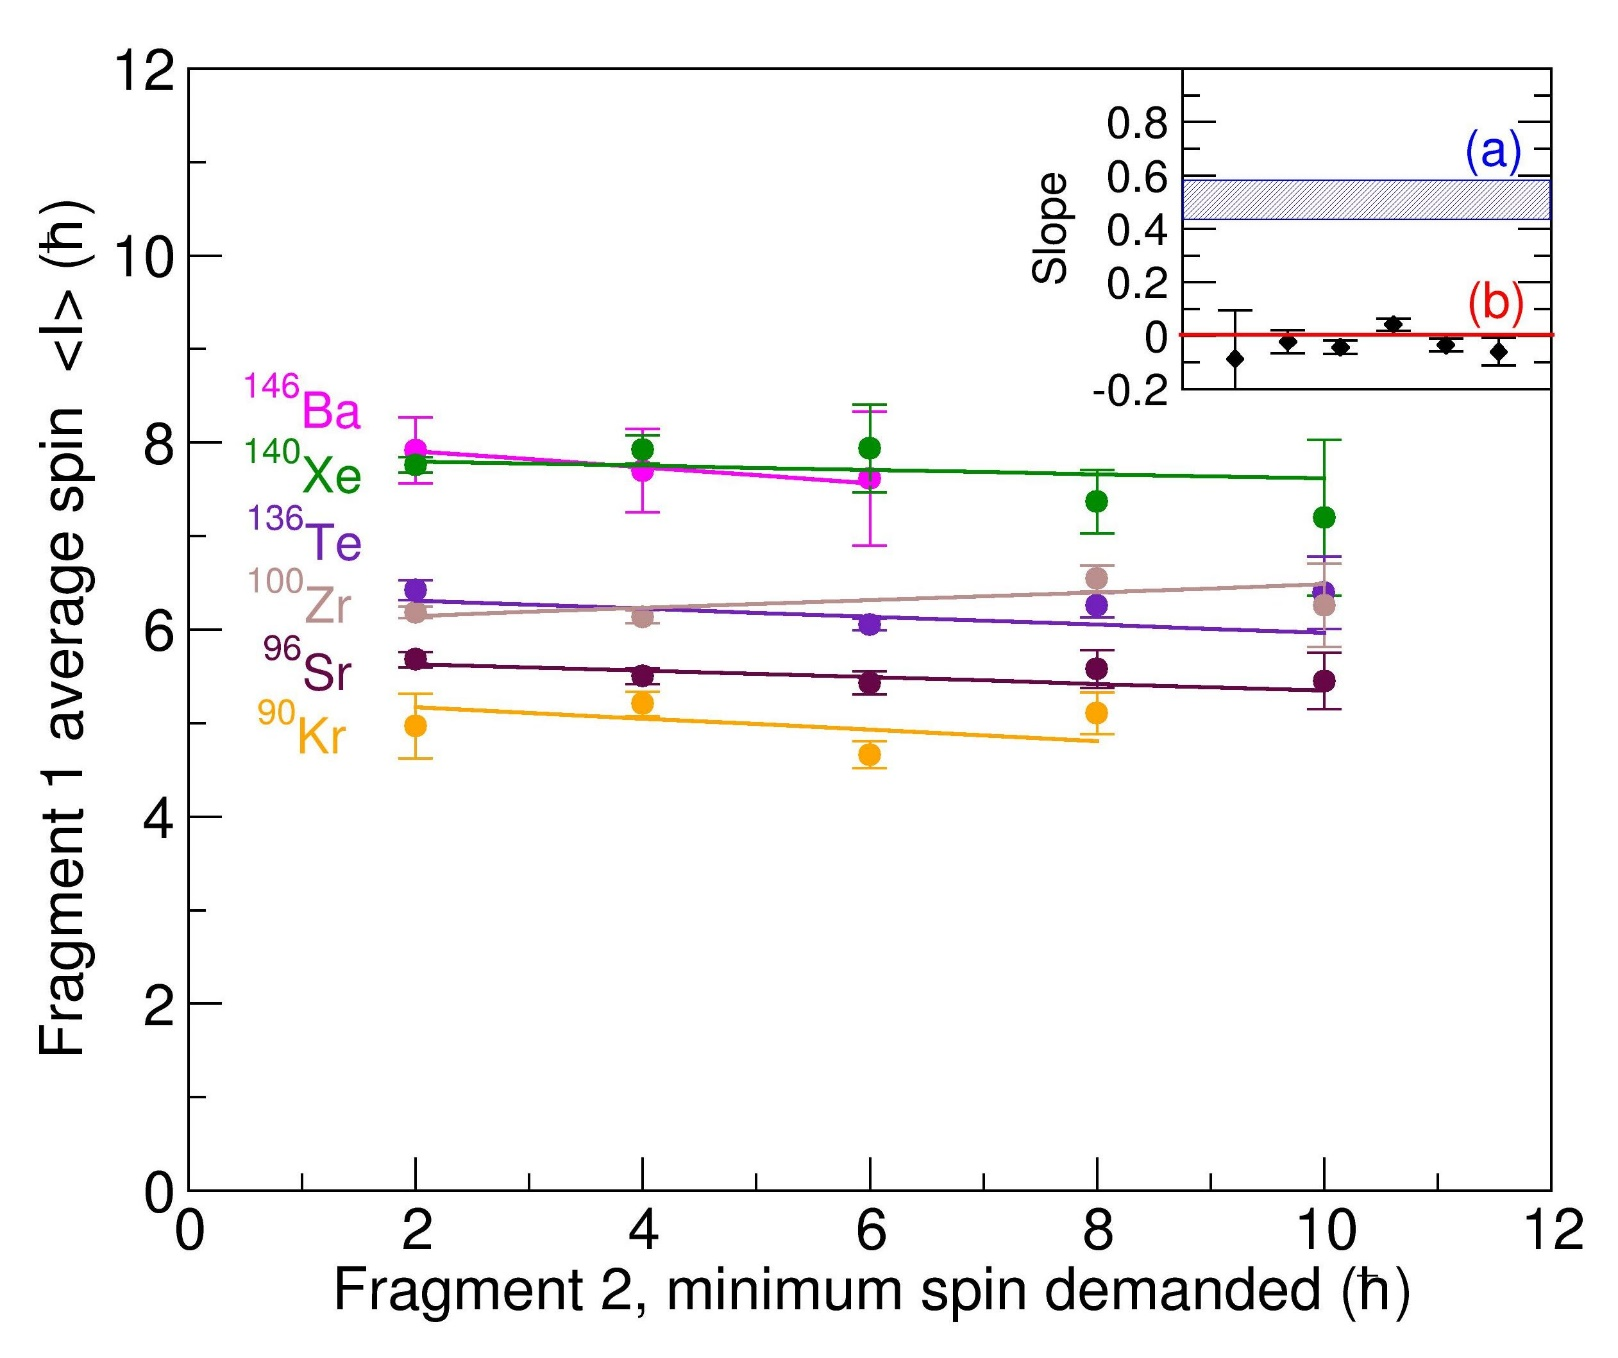 12
10
8
6
4
2
0
Fragment 1 average spin <I> (ħ)
0 2 4 6 8 10 12
Fragment 2, minimum spin demanded (ħ)
¹⁴⁶Ba
¹⁴⁰Xe
¹³⁶Te
¹⁰⁰Zr
⁹⁶Sr
⁹⁰Kr
Slope
0.8
0.6
0.4
0.2
0
-0.2
(a)
(b)